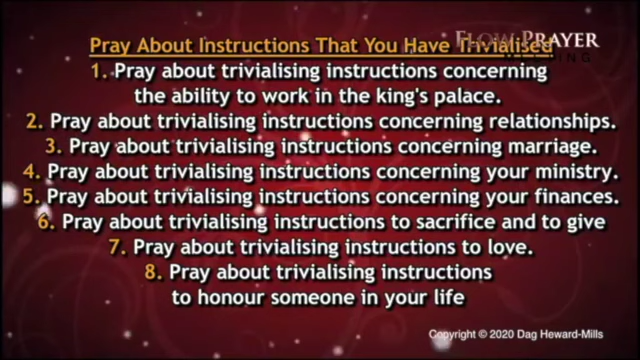 FLOW PRAYER
MEETING
Pray About Instructions That You Have Trivialised
1. Pray about trivialising instructions concerning
the ability to work in the king's palace.
2. Pray about trivialising instructions concerning relationships.
3. Pray about trivialising instructions concerning marriage.
4. Pray about trivialising instructions concerning your ministry.
5. Pray about trivialising instructions concerning your finances.
6. Pray about trivialising instructions to sacrifice and to give
7. Pray about trivialising instructions to love.
8. Pray about trivialising instructions
to honour someone in your life
Copyright © 2020 Dag Heward-Mills